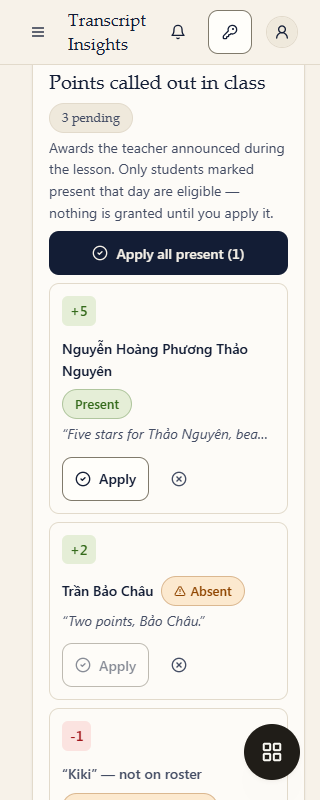 Transcript
Insights
Points called out in class
3 pending
Awards the teacher announced during
the lesson. Only students marked
present that day are eligible —
nothing is granted until you apply it.
Apply all present (1)
+5
Nguyễn Hoàng Phương Thảo
Nguyên
Present
“Five stars for Thảo Nguyên, bea...
Apply
+2
Trần Bảo Châu Absent
“Two points, Bảo Châu.”
Apply
-1
“Kiki” — not on roster